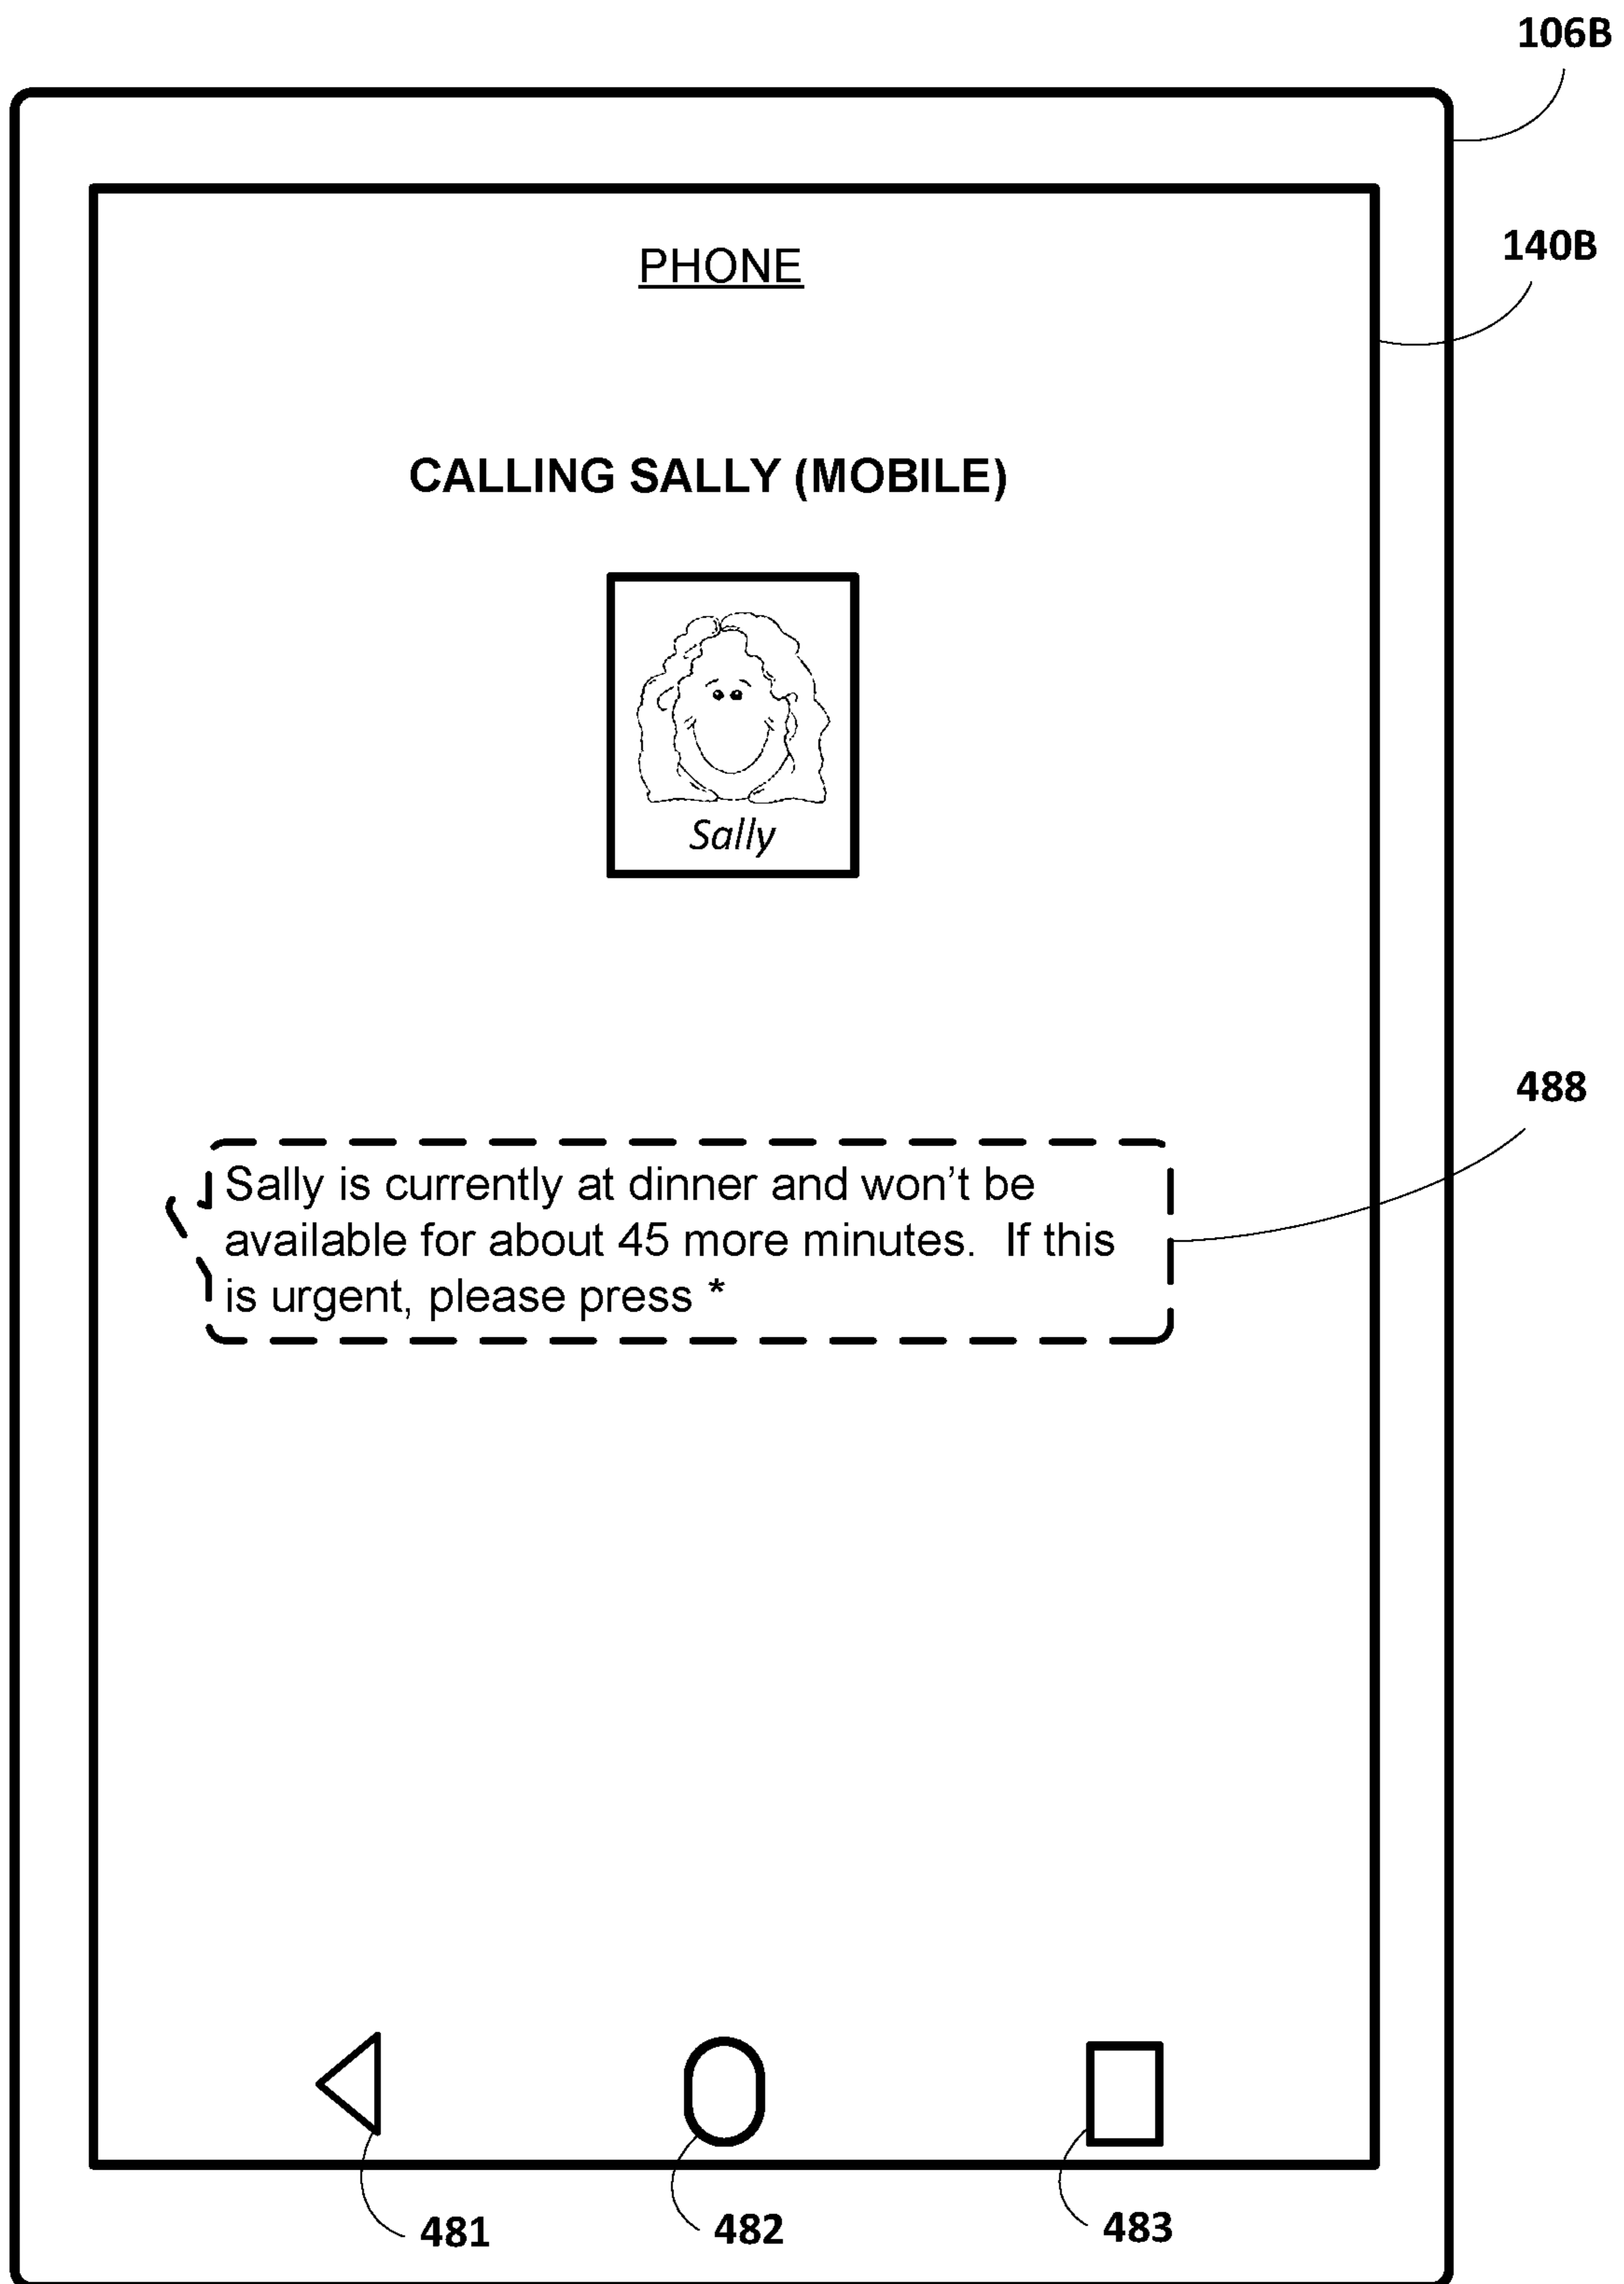 106B
140B
PHONE
CALLING SALLY (MOBILE)
Sally
488
Sally is currently at dinner and won't be
available for about 45 more minutes.  If this
is urgent, please press *
481
482
483